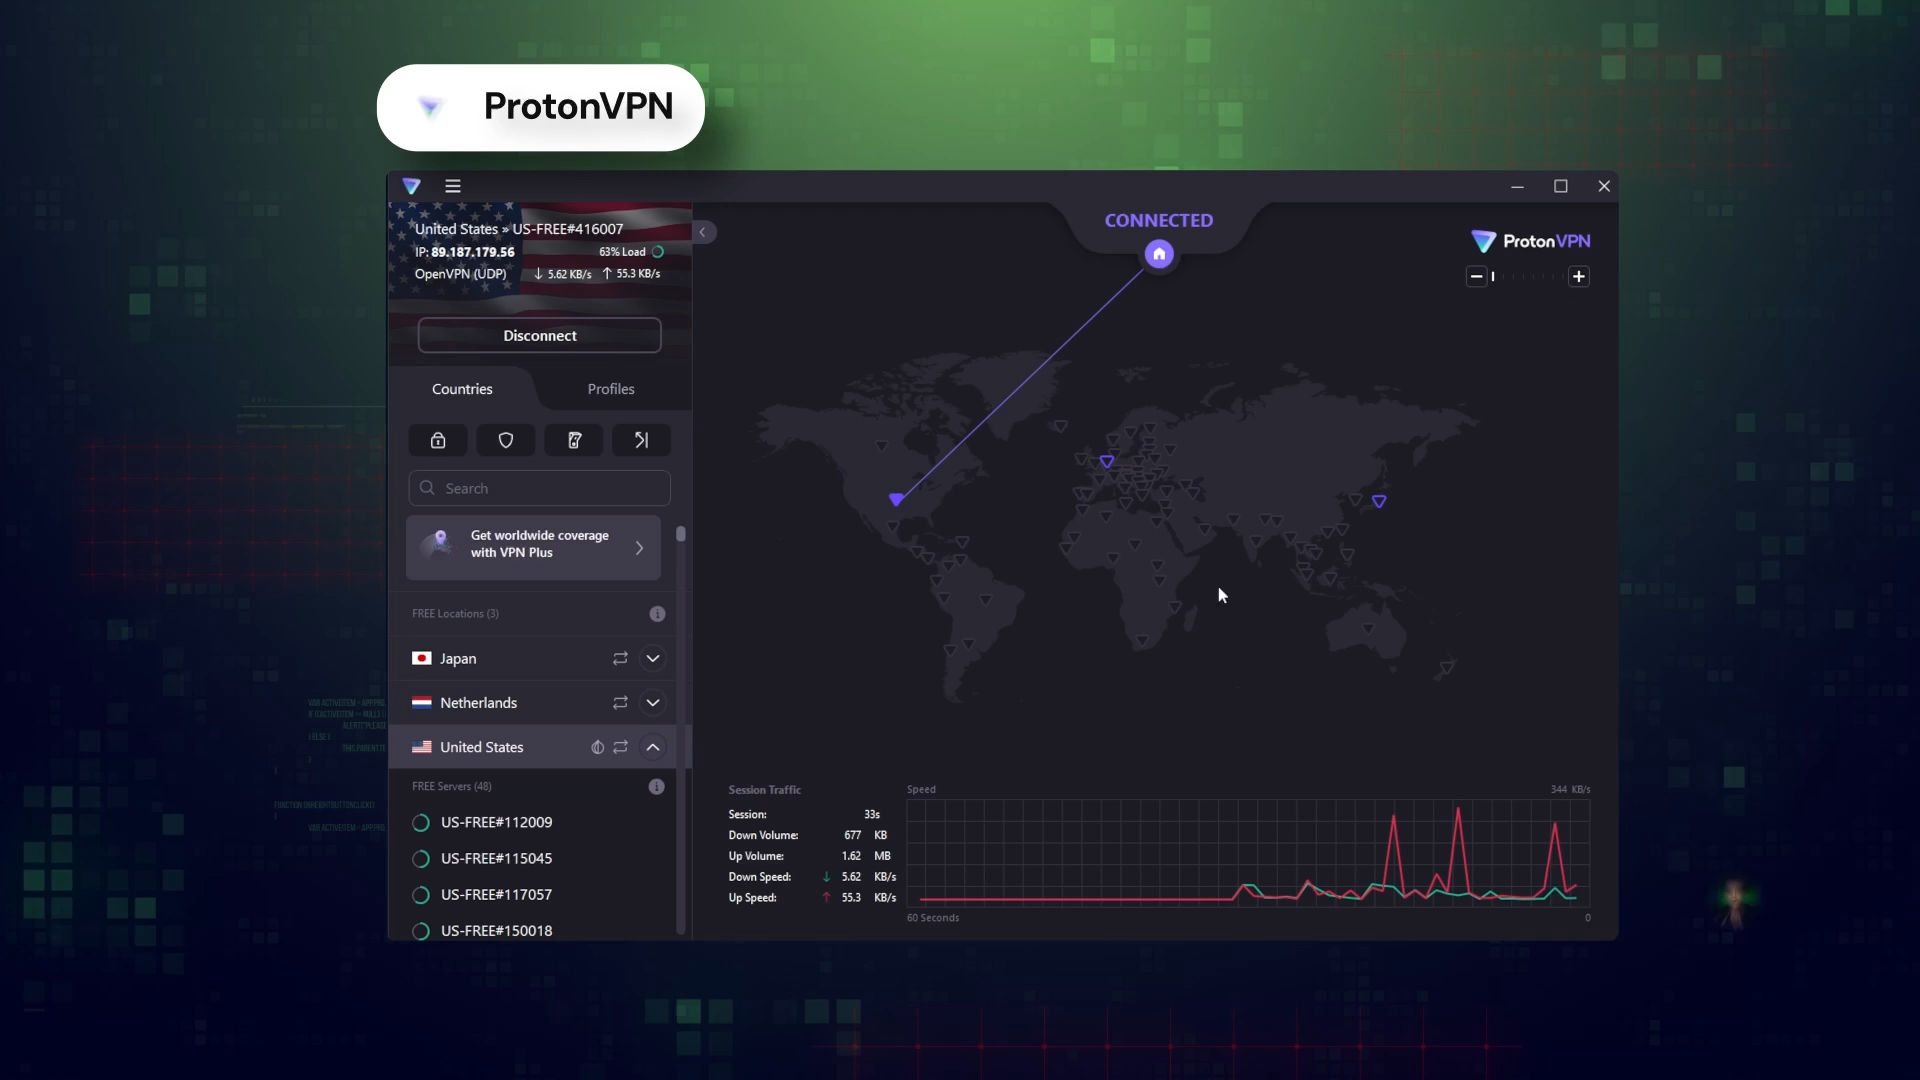 ProtonVPN
United States » US-FREE#416007
IP: 89.187.179.56
63% Load
OpenVPN (UDP)
↓ 5.62 KB/s ↑ 55.3 KB/s
Disconnect
Countries
Profiles
Search
Get worldwide coverage
with VPN Plus
FREE Locations (3)
Japan
Netherlands
United States
FREE Servers (48)
US-FREE#112009
US-FREE#115045
US-FREE#117057
US-FREE#150018
CONNECTED
ProtonVPN
Session Traffic
Session: 33s
Down Volume: 677 KB
Up Volume: 1.62 MB
Down Speed: ↓ 5.62 KB/s
Up Speed: ↑ 55.3 KB/s
Speed
344 KB/s
60 Seconds
0